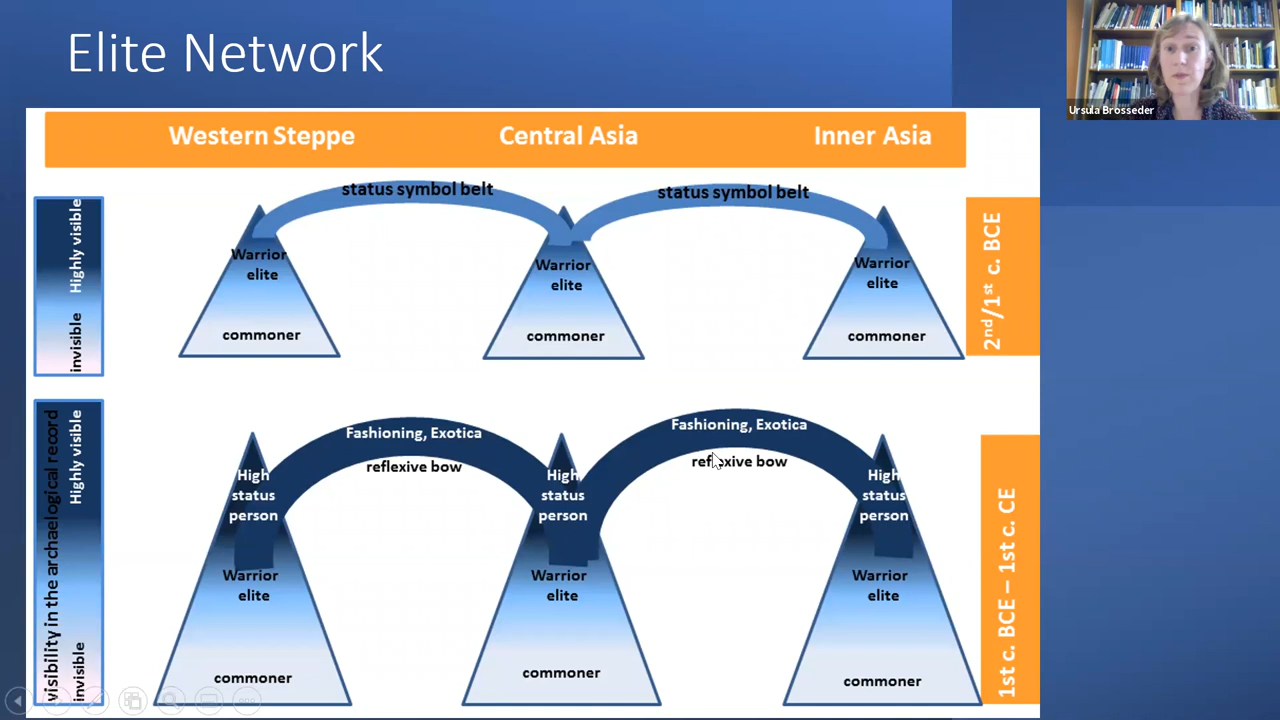 Elite Network
Ursula Brosseder
Western Steppe
Central Asia
Inner Asia
Highly visible
invisible
status symbol belt
status symbol belt
Warrior
elite
commoner
Warrior
elite
commoner
Warrior
elite
commoner
2nd/1st c. BCE
visibility in the archaelogical record
Highly visible
invisible
Fashioning, Exotica
reflexive bow
Fashioning, Exotica
reflexive bow
High
status
person
Warrior
elite
commoner
High
status
person
Warrior
elite
commoner
High
status
person
Warrior
elite
commoner
1st c. BCE – 1st c. CE